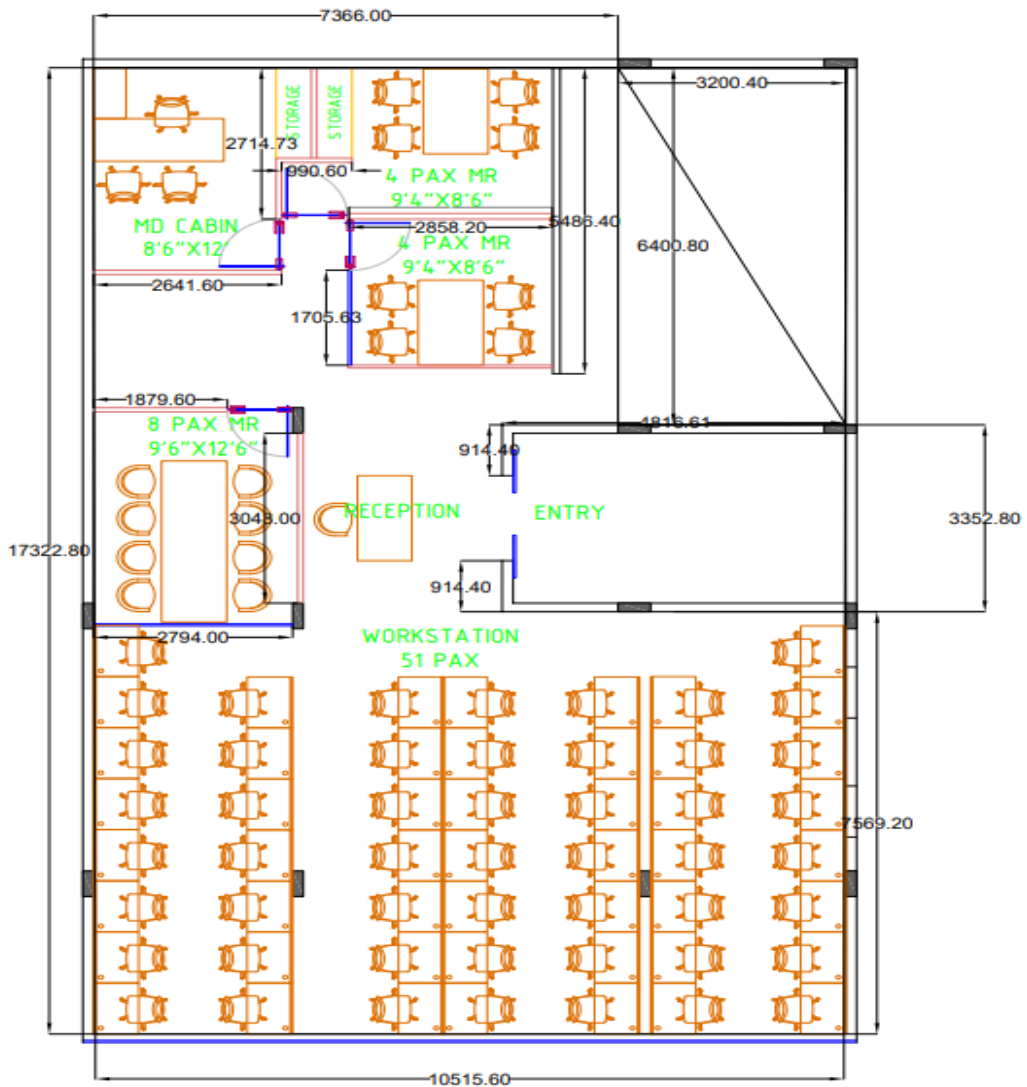 7366.00
3200.40
STORAGE
STORAGE
2714.73
990.60
4 PAX MR
9'4"X8'6"
MD CABIN
8'6"X12'
2858.20
5486.40
4 PAX MR
9'4"X8'6"
6400.80
2641.60
1705.63
1879.60
8 PAX MR
9'6"X12'6"
4816.61
914.40
3048.00
RECEPTION
ENTRY
3352.80
17322.80
914.40
2794.00
WORKSTATION
51 PAX
7569.20
10515.60